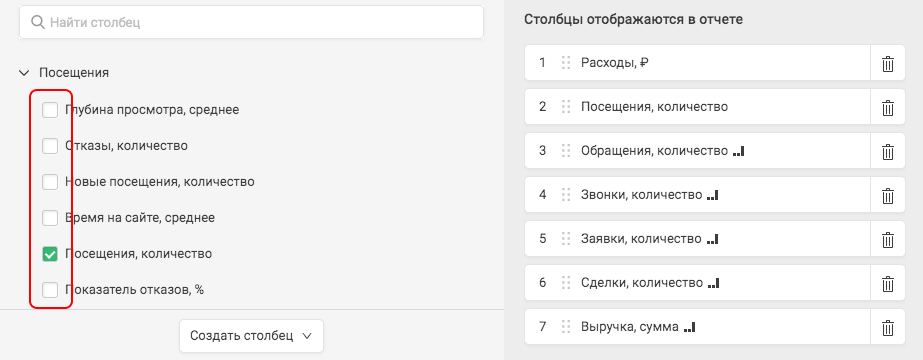 Найти столбец
Посещения
Глубина просмотра, среднее
Отказы, количество
Новые посещения, количество
Время на сайте, среднее
Посещения, количество
Показатель отказов, %
Создать столбец
Столбцы отображаются в отчете
1 Расходы, ₽
2 Посещения, количество
3 Обращения, количество
4 Звонки, количество
5 Заявки, количество
6 Сделки, количество
7 Выручка, сумма